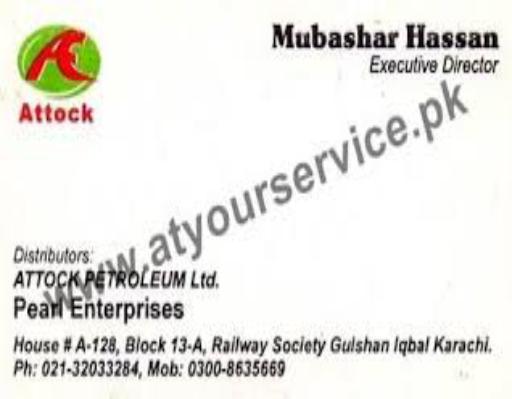 Attock
Mubashar Hassan
Executive Director
www.atyourservice.pk
Distributors:
ATTOCK PETROLEUM Ltd.
Pearl Enterprises
House # A-128, Block 13-A, Railway Society Gulshan Iqbal Karachi.
Ph: 021-32033284, Mob: 0300-8635669